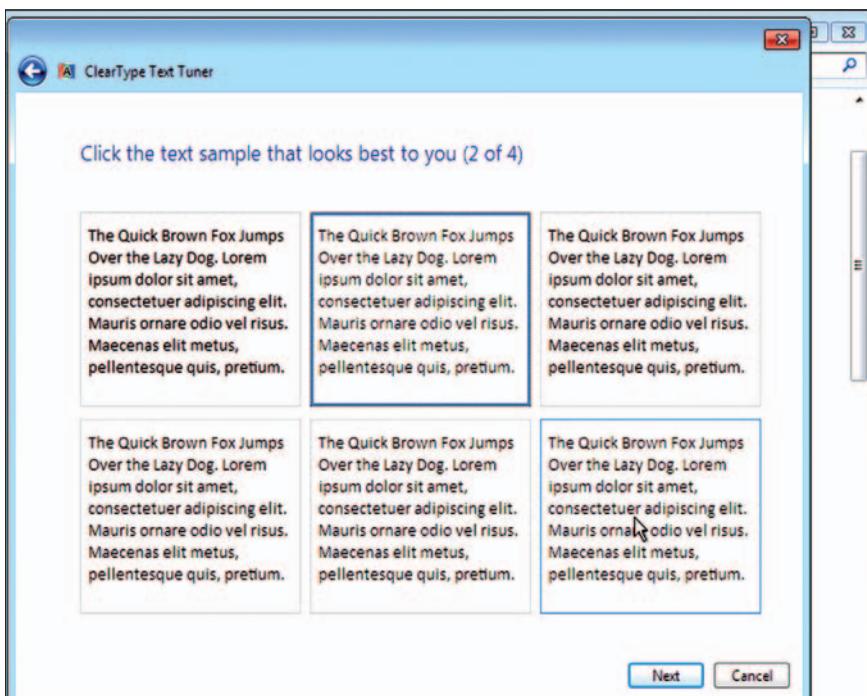 ClearType Text Tuner
Click the text sample that looks best to you (2 of 4)
The Quick Brown Fox Jumps
Over the Lazy Dog. Lorem
ipsum dolor sit amet,
consectetuer adipiscing elit.
Mauris ornare odio vel risus.
Maecenas elit metus,
pellentesque quis, pretium.
The Quick Brown Fox Jumps
Over the Lazy Dog. Lorem
ipsum dolor sit amet,
consectetuer adipiscing elit.
Mauris ornare odio vel risus.
Maecenas elit metus,
pellentesque quis, pretium.
The Quick Brown Fox Jumps
Over the Lazy Dog. Lorem
ipsum dolor sit amet,
consectetuer adipiscing elit.
Mauris ornare odio vel risus.
Maecenas elit metus,
pellentesque quis, pretium.
The Quick Brown Fox Jumps
Over the Lazy Dog. Lorem
ipsum dolor sit amet,
consectetuer adipiscing elit.
Mauris ornare odio vel risus.
Maecenas elit metus,
pellentesque quis, pretium.
The Quick Brown Fox Jumps
Over the Lazy Dog. Lorem
ipsum dolor sit amet,
consectetuer adipiscing elit.
Mauris ornare odio vel risus.
Maecenas elit metus,
pellentesque quis, pretium.
The Quick Brown Fox Jumps
Over the Lazy Dog. Lorem
ipsum dolor sit amet,
consectetuer adipiscing elit.
Mauris ornare odio vel risus.
Maecenas elit metus,
pellentesque quis, pretium.
Next
Cancel